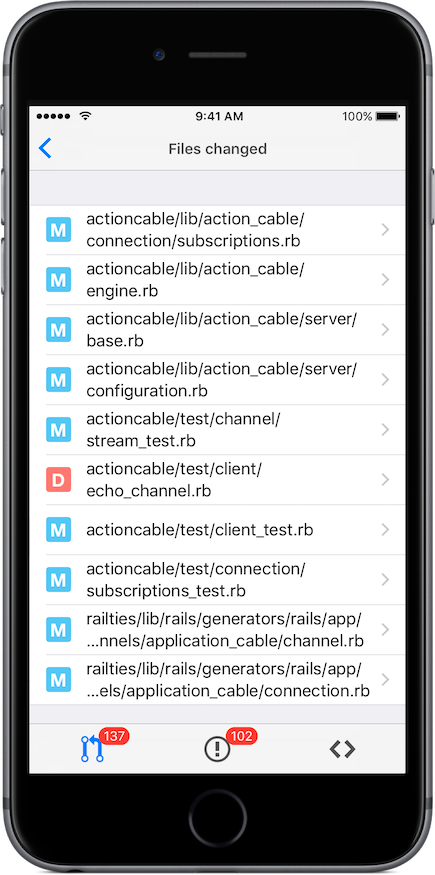 9:41 AM
100%
Files changed
M
actioncable/lib/action_cable/
connection/subscriptions.rb
M
actioncable/lib/action_cable/
engine.rb
M
actioncable/lib/action_cable/server/
base.rb
M
actioncable/lib/action_cable/server/
configuration.rb
M
actioncable/test/channel/
stream_test.rb
D
actioncable/test/client/
echo_channel.rb
M
actioncable/test/client_test.rb
M
actioncable/test/connection/
subscriptions_test.rb
M
railties/lib/rails/generators/rails/app/
…nnels/application_cable/channel.rb
M
railties/lib/rails/generators/rails/app/
…els/application_cable/connection.rb
137
102